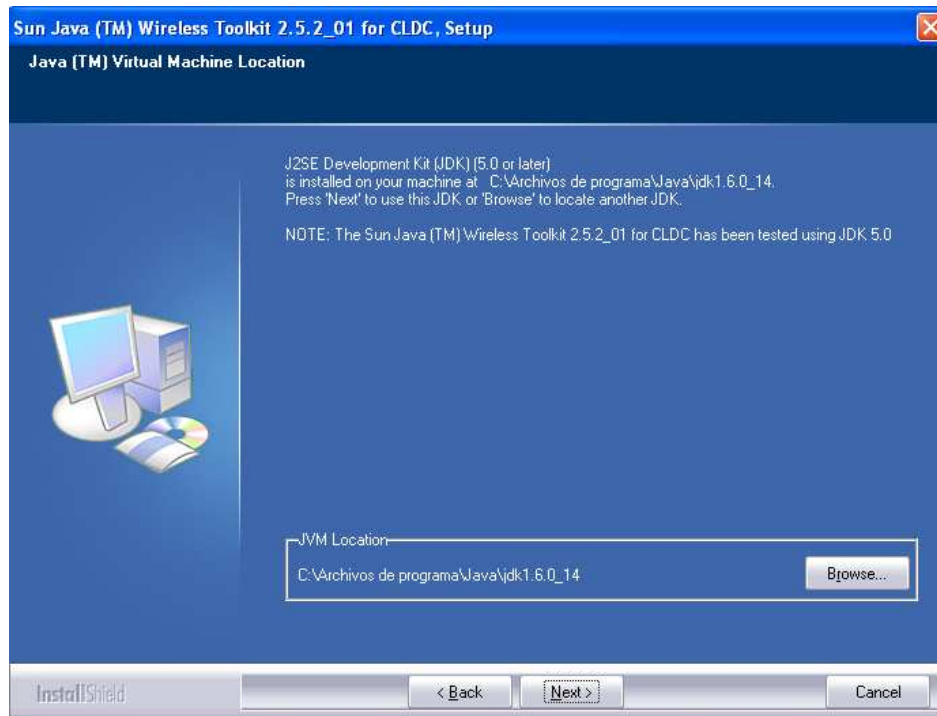 Sun Java (TM) Wireless Toolkit 2.5.2_01 for CLDC, Setup
Java (TM) Virtual Machine Location
J2SE Development Kit (JDK) (5.0 or later)
is installed on your machine at C:\Archivos de programa\Java\jdk1.6.0_14.
Press 'Next' to use this JDK or 'Browse' to locate another JDK.
NOTE: The Sun Java (TM) Wireless Toolkit 2.5.2_01 for CLDC has been tested using JDK 5.0
JVM Location
C:\Archivos de programa\Java\jdk1.6.0_14
Browse...
InstallShield
< Back
Next >
Cancel